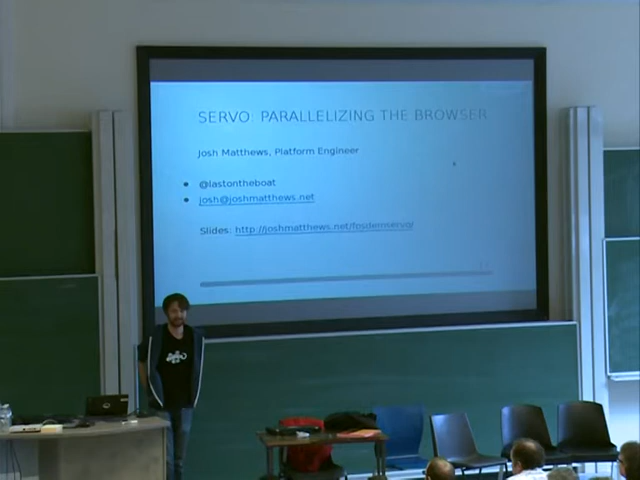 SERVO: PARALLELIZING THE BROWSER
Josh Matthews, Platform Engineer
@lastontheboat
josh@joshmatthews.net
Slides: http://joshmatthews.net/fosdemservo/